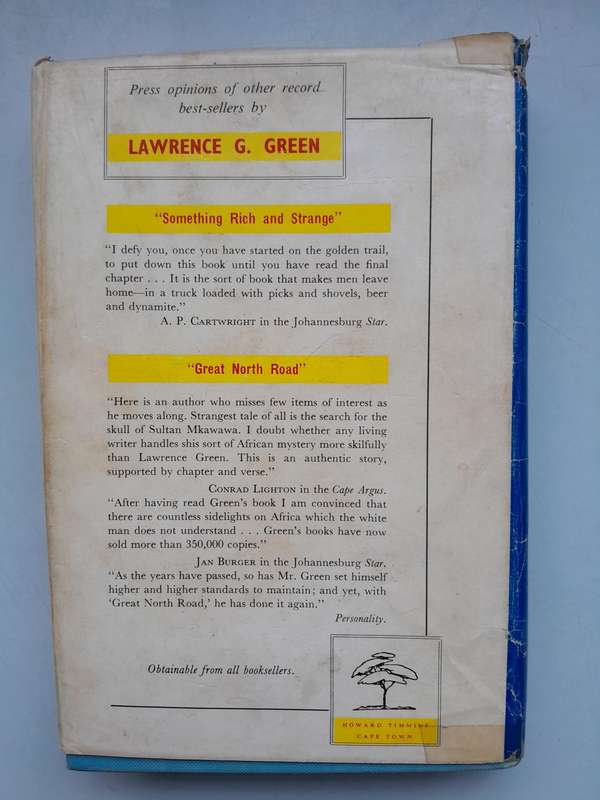 Press opinions of other record
best-sellers by
LAWRENCE G. GREEN
"Something Rich and Strange"
"I defy you, once you have started on the golden trail,
to put down this book until you have read the final
chapter . . . It is the sort of book that makes men leave
home—in a truck loaded with picks and shovels, beer
and dynamite."
A. P. CARTWRIGHT in the Johannesburg Star.
"Great North Road"
"Here is an author who misses few items of interest as
he moves along. Strangest tale of all is the search for the
skull of Sultan Mkawawa. I doubt whether any living
writer handles shis sort of African mystery more skilfully
than Lawrence Green. This is an authentic story,
supported by chapter and verse."
CONRAD LIGHTON in the Cape Argus.
"After having read Green's book I am convinced that
there are countless sidelights on Africa which the white
man does not understand . . . Green's books have now
sold more than 350,000 copies."
JAN BURGER in the Johannesburg Star.
"As the years have passed, so has Mr. Green set himself
higher and higher standards to maintain; and yet, with
'Great North Road,' he has done it again."
Personality.
Obtainable from all booksellers.
HOWARD TIMMINS
CAPE TOWN